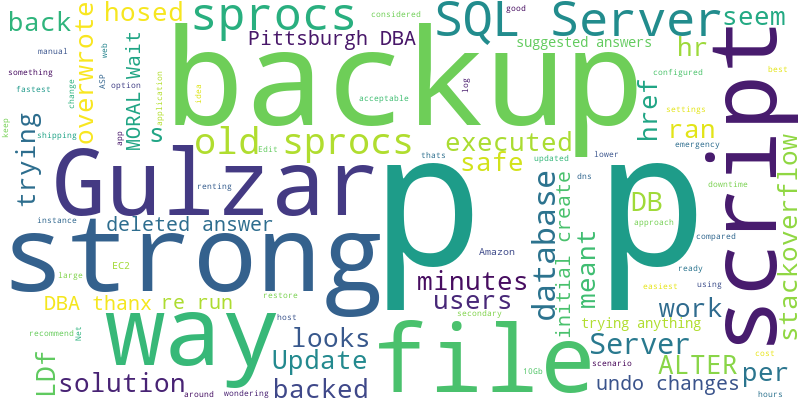 back
hosed
sprocs
considered
good
SQL Server
seem
something
manual
web
ASP
overwrote
MORAL Wait
option
Pittsburgh DBA
backup
suggested answers
hr
script
fastest
change
application
idea
acceptable
log
configured
best
settings
href
ran
keep
shipping
app
s
old sprocs
executed
emergency
Edit
safe
thats
updated
lower
stackoverflow
trying
Gulzar
p p
dns
downtime
renting
database
initial create
DB
instance
deleted answer
approach
strong
Amazon
meant
compared
EC2
minutes
ready
using
large
users
easiest
DBA thanx
re run
restore
work
way
host
secondary
trying anything
cost
recommend
Net
looks
file
Server
LDf
Update
scenario
ALTER
per
solution
around
wondering
backed
10Gb
undo changes
hours